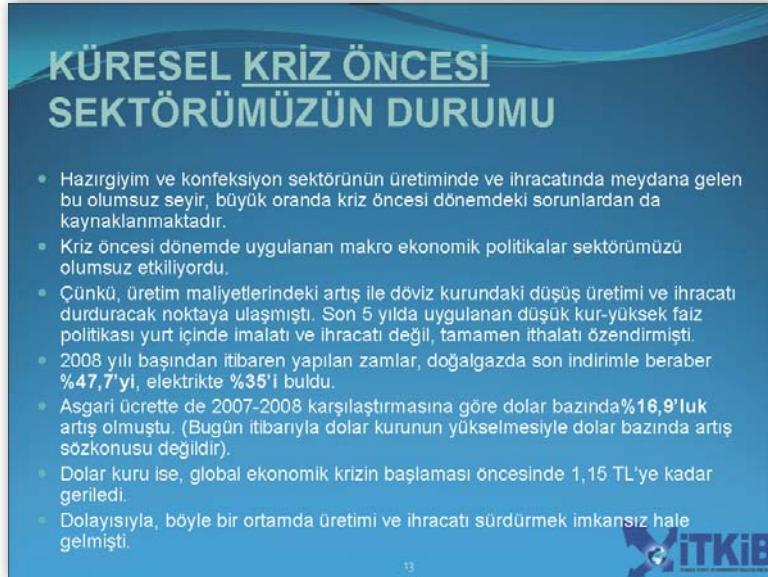 KÜRESEL KRİZ ÖNCESİ
SEKTÖRÜMÜZÜN DURUMU
• Hazırgiyim ve konfeksiyon sektörünün üretiminde ve ihracatında meydana gelen
bu olumsuz seyir, büyük oranda kriz öncesi dönemdeki sorunlardan da
kaynaklanmaktadır.
• Kriz öncesi dönemde uygulanan makro ekonomik politikalar sektörümüzü
olumsuz etkiliyordu.
• Çünkü, üretim maliyetlerindeki artış ile döviz kurundaki düşüş üretimi ve ihracatı
durduracak noktaya ulaşmıştı. Son 5 yılda uygulanan düşük kur-yüksek faiz
politikası yurt içinde imalatı ve ihracatı değil, tamamen ithalatı özendirmişti.
• 2008 yılı başından itibaren yapılan zamlar, doğalgazda son indirimle beraber
%47,7'yi, elektrikte %35'i buldu.
• Asgari ücrette de 2007-2008 karşılaştırmasına göre dolar bazında%16,9'luk
artış olmuştu. (Bugün itibarıyla dolar kurunun yükselmesiyle dolar bazında artış
sözkonusu değildir).
• Dolar kuru ise, global ekonomik krizin başlaması öncesinde 1,15 TL'ye kadar
geriledi.
• Dolayısıyla, böyle bir ortamda üretimi ve ihracatı sürdürmek imkansız hale
gelmişti.
13
İTKİB